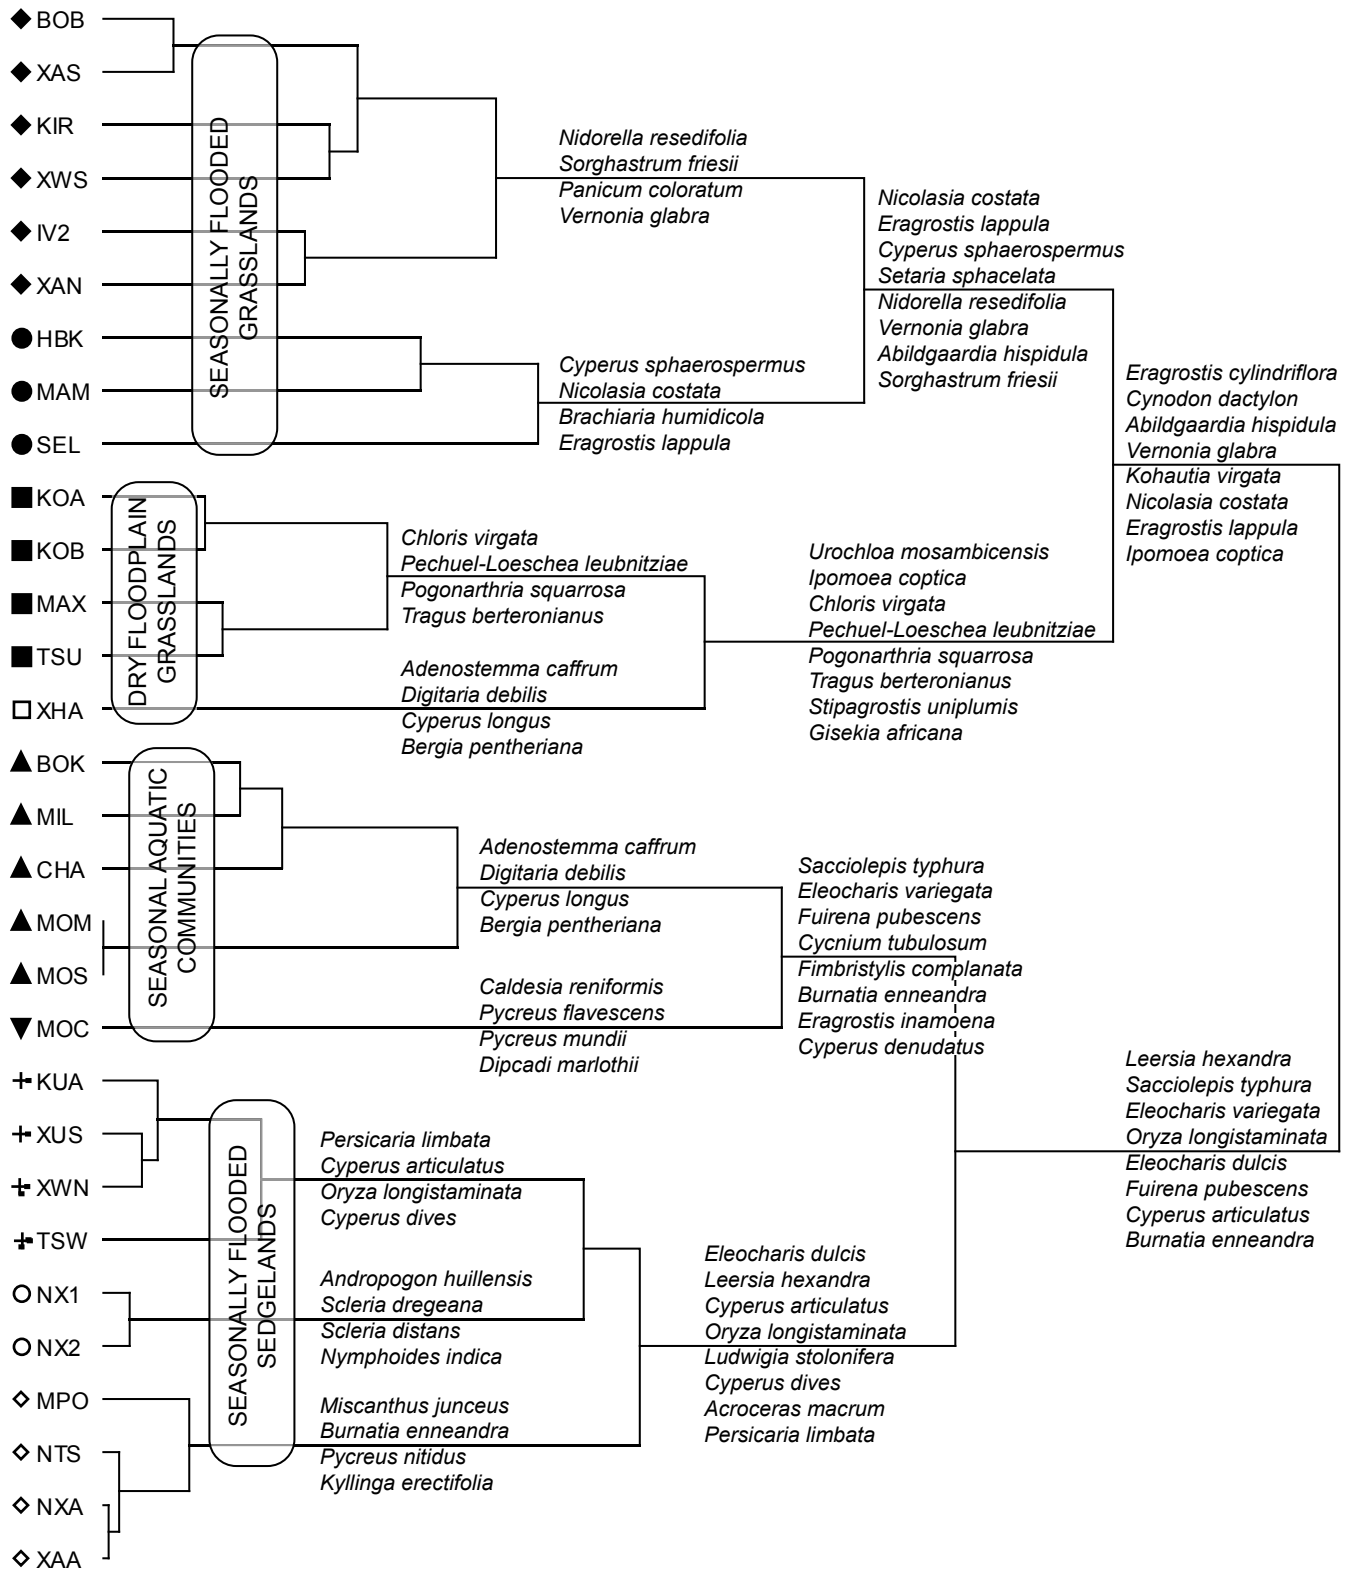 BOB
XAS
KIR
XWS
IV2
XAN
HBK
MAM
SEL
KOA
KOB
MAX
TSU
XHA
BOK
MIL
CHA
MOM
MOS
MOC
KUA
XUS
XWN
TSW
NX1
NX2
MPO
NTS
NXA
XAA
SEASONALLY FLOODED
GRASSLANDS
DRY FLOODPLAIN
GRASSLANDS
SEASONAL AQUATIC
COMMUNITIES
SEASONALLY FLOODED
SEDGELANDS
Nidorella resedifolia
Sorghastrum friesii
Panicum coloratum
Vernonia glabra
Cyperus sphaerospermus
Nicolasia costata
Brachiaria humidicola
Eragrostis lappula
Chloris virgata
Pechuel-Loeschea leubnitziae
Pogonarthria squarrosa
Tragus berteronianus
Adenostemma caffrum
Digitaria debilis
Cyperus longus
Bergia pentheriana
Adenostemma caffrum
Digitaria debilis
Cyperus longus
Bergia pentheriana
Caldesia reniformis
Pycreus flavescens
Pycreus mundii
Dipcadi marlothii
Persicaria limbata
Cyperus articulatus
Oryza longistaminata
Cyperus dives
Andropogon huillensis
Scleria dregeana
Scleria distans
Nymphoides indica
Miscanthus junceus
Burnatia enneandra
Pycreus nitidus
Kyllinga erectifolia
Nicolasia costata
Eragrostis lappula
Cyperus sphaerospermus
Setaria sphacelata
Nidorella resedifolia
Vernonia glabra
Abildgaardia hispidula
Sorghastrum friesii
Urochloa mosambicensis
Ipomoea coptica
Chloris virgata
Pechuel-Loeschea leubnitziae
Pogonarthria squarrosa
Tragus berteronianus
Stipagrostis uniplumis
Gisekia africana
Sacciolepis typhura
Eleocharis variegata
Fuirena pubescens
Cycnium tubulosum
Fimbristylis complanata
Burnatia enneandra
Eragrostis inamoena
Cyperus denudatus
Eleocharis dulcis
Leersia hexandra
Cyperus articulatus
Oryza longistaminata
Ludwigia stolonifera
Cyperus dives
Acroceras macrum
Persicaria limbata
Eragrostis cylindriflora
Cynodon dactylon
Abildgaardia hispidula
Vernonia glabra
Kohautia virgata
Nicolasia costata
Eragrostis lappula
Ipomoea coptica
Leersia hexandra
Sacciolepis typhura
Eleocharis variegata
Oryza longistaminata
Eleocharis dulcis
Fuirena pubescens
Cyperus articulatus
Burnatia enneandra